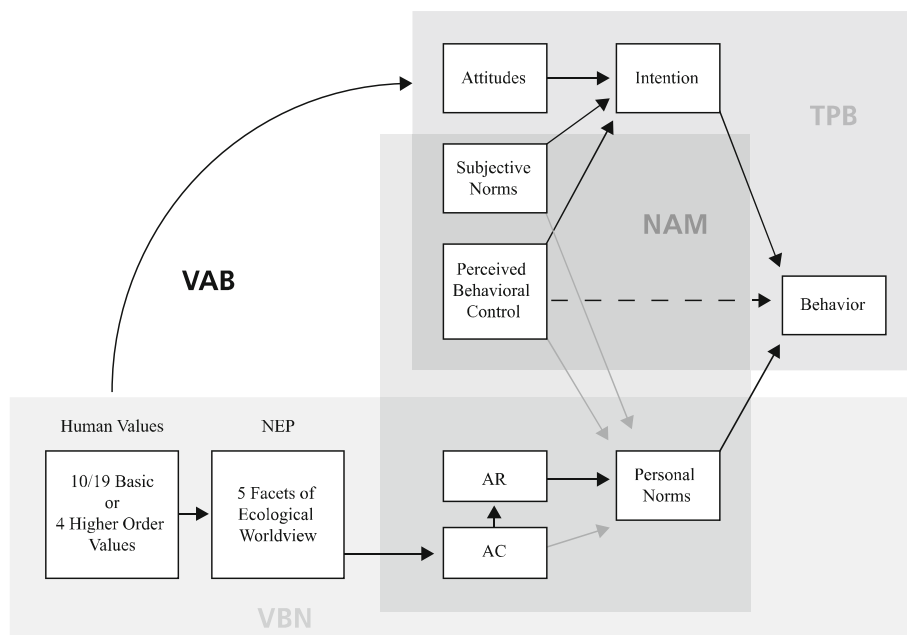 Attitudes
Intention
TPB
Subjective
Norms
NAM
VAB
Perceived
Behavioral
Control
Behavior
Human Values
NEP
10/19 Basic
or
4 Higher Order
Values
5 Facets of
Ecological
Worldview
AR
Personal
Norms
AC
VBN